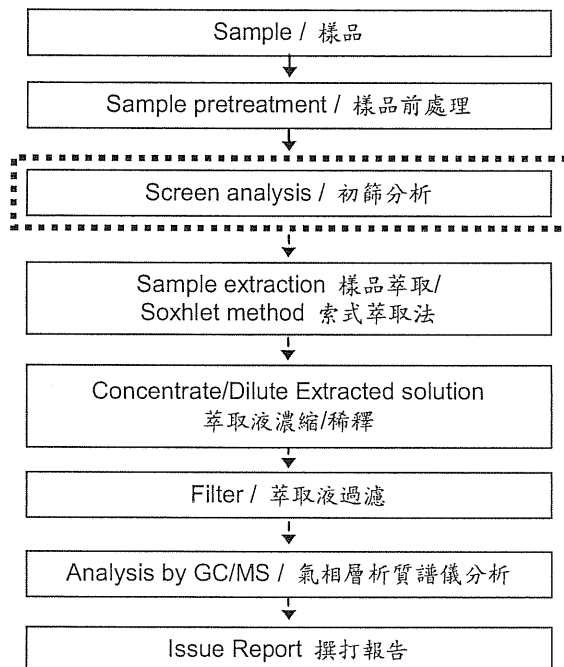 Sample / 樣品
Sample pretreatment / 樣品前處理
Screen analysis / 初篩分析
Sample extraction 樣品萃取/
Soxhlet method 索式萃取法
Concentrate/Dilute Extracted solution
萃取液濃縮/稀釋
Filter / 萃取液過濾
Analysis by GC/MS / 氣相層析質譜儀分析
Issue Report 撰打報告